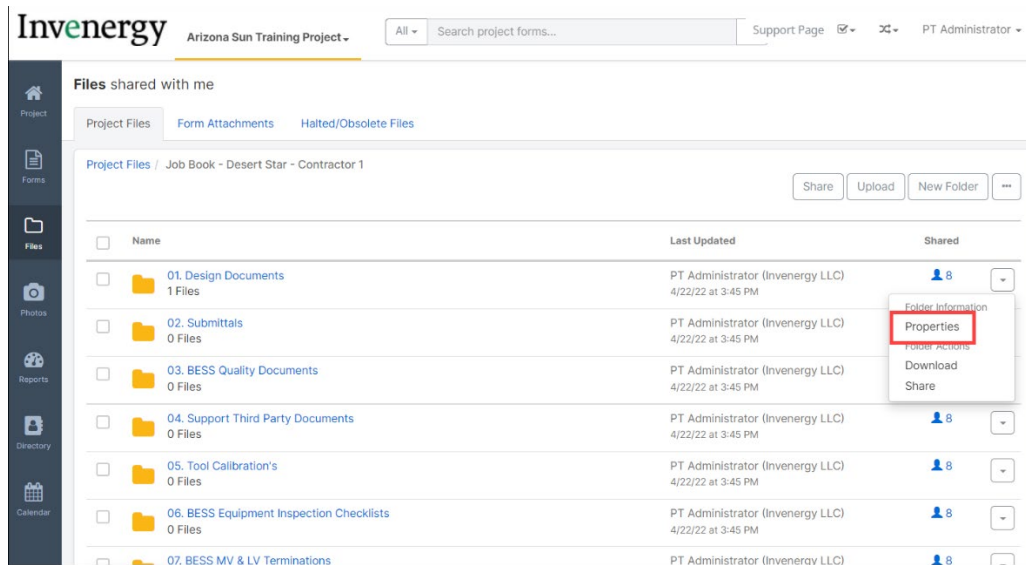 Invenergy
Arizona Sun Training Project
All
Search project forms...
Support Page
PT Administrator
Project
Forms
Files
Photos
Reports
Directory
Calendar
Files shared with me
Project Files
Form Attachments
Halted/Obsolete Files
Project Files / Job Book - Desert Star - Contractor 1
Share
Upload
New Folder
Name
Last Updated
Shared
01. Design Documents
1 Files
PT Administrator (Invenergy LLC)
4/22/22 at 3:45 PM
8
Folder Information
Properties
Folder Actions
Download
Share
02. Submittals
0 Files
PT Administrator (Invenergy LLC)
4/22/22 at 3:45 PM
03. BESS Quality Documents
0 Files
PT Administrator (Invenergy LLC)
4/22/22 at 3:45 PM
04. Support Third Party Documents
0 Files
PT Administrator (Invenergy LLC)
4/22/22 at 3:45 PM
8
05. Tool Calibration's
0 Files
PT Administrator (Invenergy LLC)
4/22/22 at 3:45 PM
8
06. BESS Equipment Inspection Checklists
0 Files
PT Administrator (Invenergy LLC)
4/22/22 at 3:45 PM
8
07. BESS MV & LV Terminations
PT Administrator (Invenergy LLC)
8